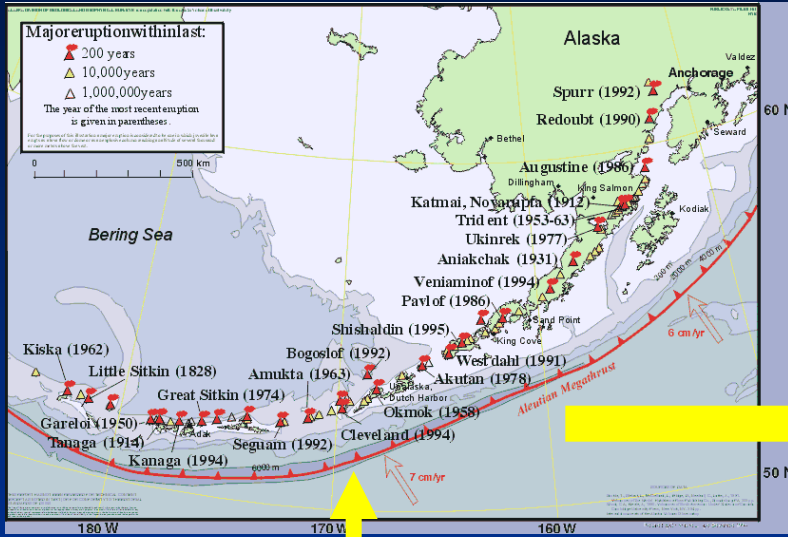 Majoreruptionwithinlast:
200 years
10,000years
1,000,000years
The year of the most recent eruption
is given in parentheses.
0
500 km
Alaska
Valdez
Anchorage
Spurr (1992)
60 N
Redoubt (1990)
Seward
Bethel
Augustine (1986)
Dillingham
King Salmon
Katmai, Novarupta (1912)
Trident (1953-63)
Kodiak
Ukinrek (1977)
Bering Sea
Aniakchak (1931)
200 m
2000 m
4000 m
Veniaminof (1994)
Pavlof (1986)
Sand Point
6 cm/yr
Shishaldin (1995)
King Cove
Kiska (1962)
Bogoslof (1992)
Westdahl (1991)
Little Sitkin (1828)
Amukta (1963)
Akutan (1978)
Aleutian Megathrust
Great Sitkin (1974)
Unalaska,
Dutch Harbor
Okmok (1958)
Gareloi (1950)
Tanaga (1914)
Adak
Seguam (1992)
Cleveland (1994)
Kanaga (1994)
6000 m
7 cm/yr
50 N
180 W
170 W
160 W